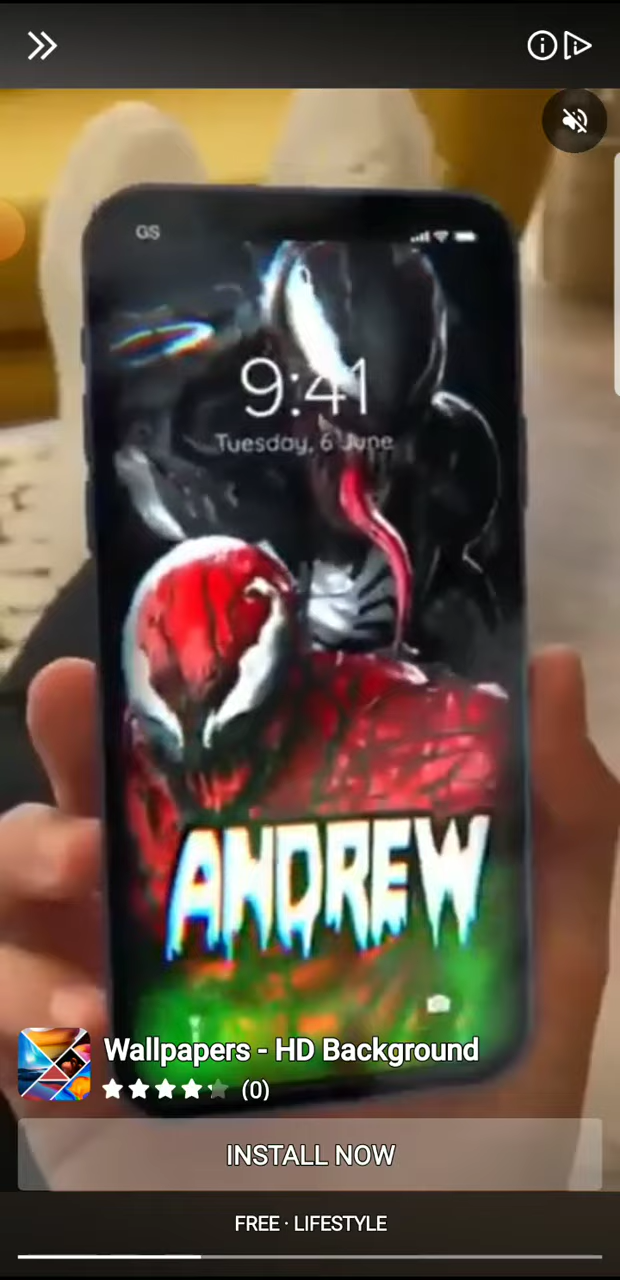 GS
9:41
Tuesday, 6 June
ANDREW
Wallpapers - HD Background
(0)
INSTALL NOW
FREE · LIFESTYLE